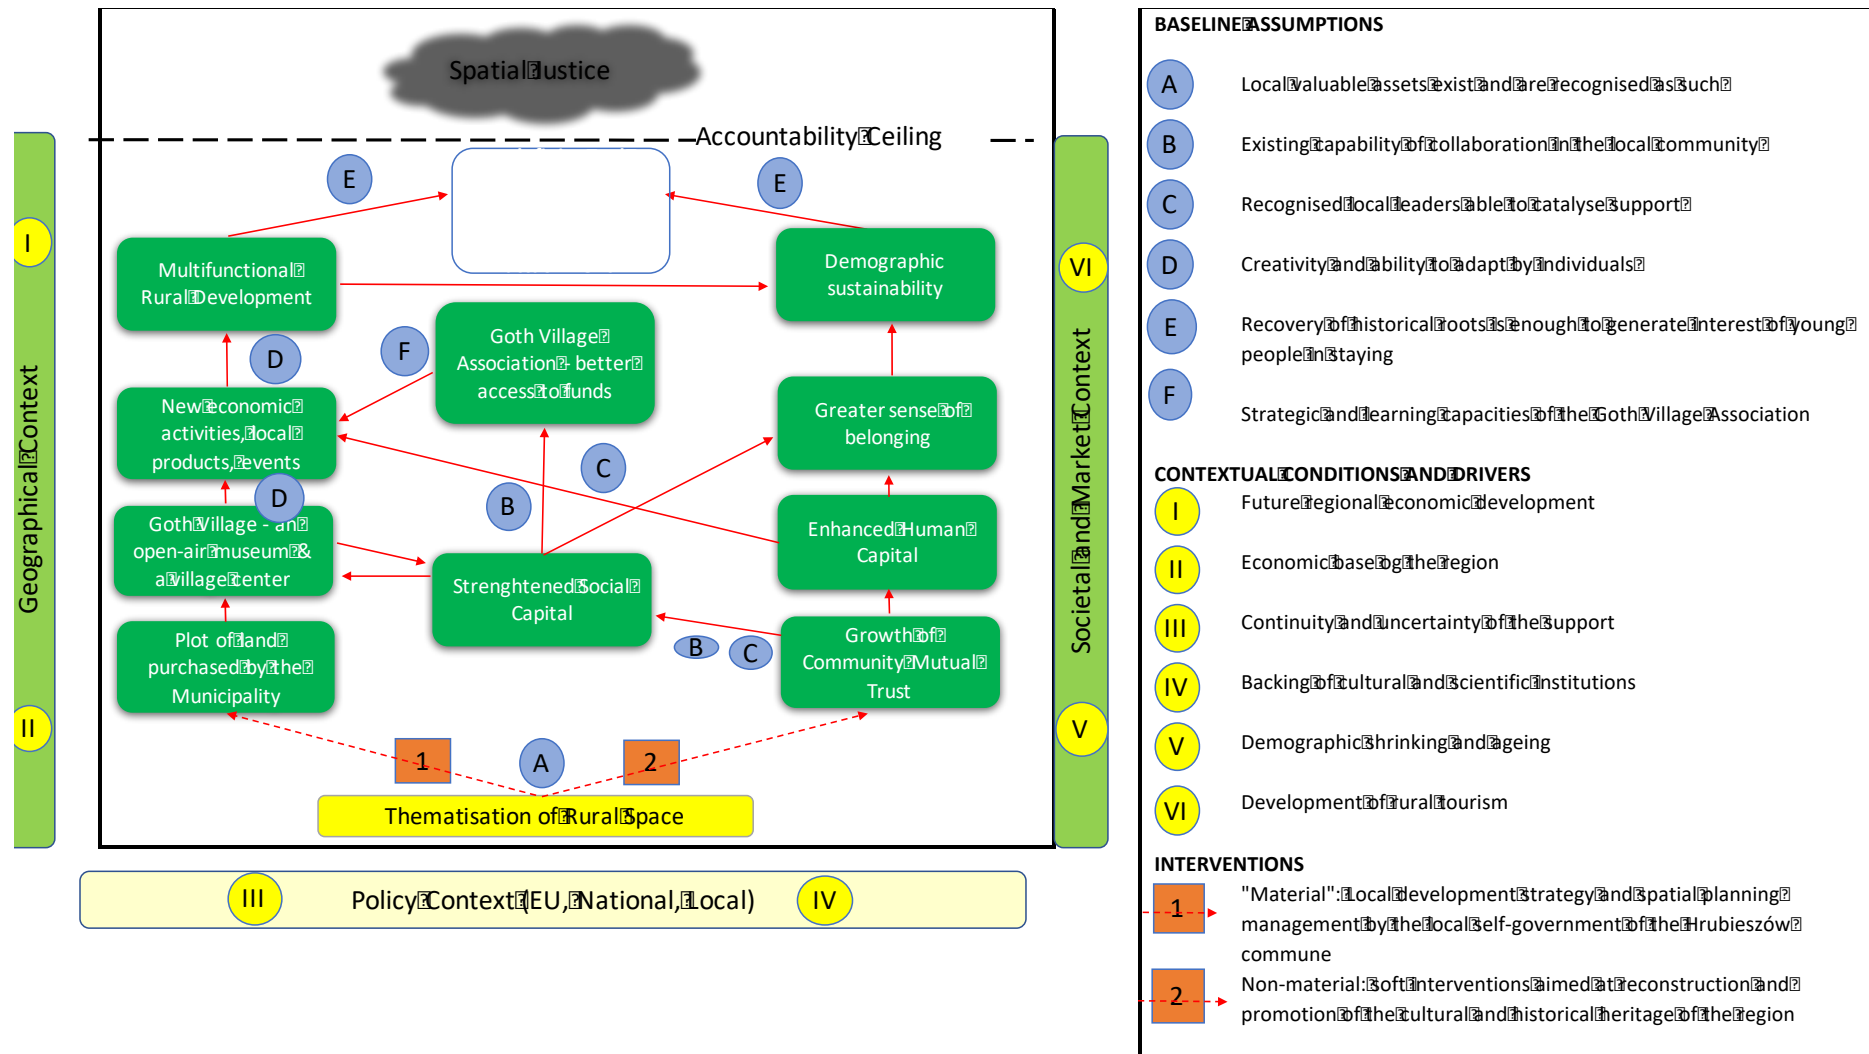 Spatial Justice
Accountability Ceiling
E
E
I
VI
Multifunctional
Rural Development
Demographic
sustainability
Goth Village
Association - better
access to funds
D
F
New economic
activities, local
products, events
Greater sense of
belonging
Geographical Context
Societal and Market Context
C
B
D
Goth Village - an
open-air museum &
a village center
Enhanced Human
Capital
Strenghtened Social
Capital
Plot of land
purchased by the
Municipality
B
C
Growth of
Community Mutual
Trust
II
V
1
A
2
Thematisation of Rural Space
III
Policy Context (EU, National, Local)
IV
BASELINE ASSUMPTIONS
A
Local valuable assets exist and are recognised as such
B
Existing capability of collaboration in the local community
C
Recognised local leaders able to catalyse support
D
Creativity and ability to adapt by individuals
E
Recovery of historical roots is enough to generate interest of young
people in staying
F
Strategic and learning capacities of the Goth Village Association
CONTEXTUAL CONDITIONS AND DRIVERS
I
Future regional economic development
II
Economic base og the region
III
Continuity and uncertainty of the support
IV
Backing of cultural and scientific institutions
V
Demographic shrinking and ageing
VI
Development of rural tourism
INTERVENTIONS
1
"Material": Local development strategy and spatial planning
management by the local self-government of the Hrubieszów
commune
2
Non-material: soft interventions aimed at reconstruction and
promotion of the cultural and historical heritage of the region